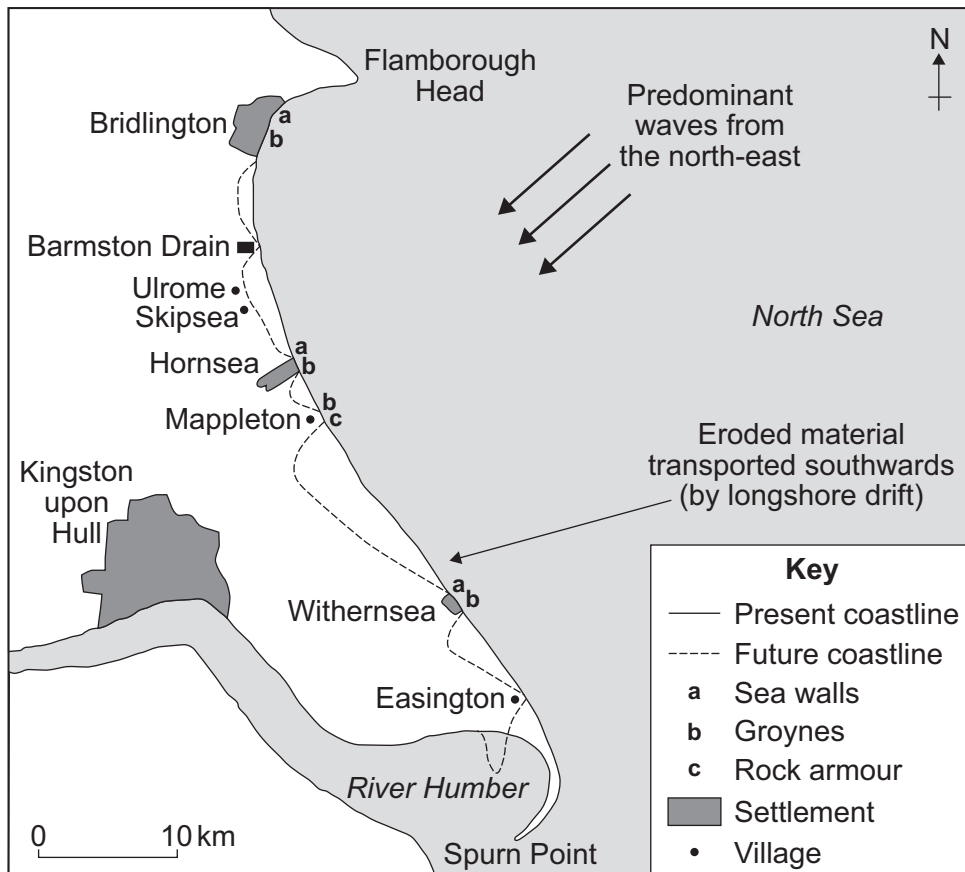 Flamborough
Head
N
Predominant
waves from
the north-east
Bridlington
a
b
Barmston Drain
Ulrome
Skipsea
North Sea
Hornsea
a
b
Mappleton
b
c
Eroded material
transported southwards
(by longshore drift)
Kingston
upon
Hull
Withernsea
a
b
Easington
River Humber
Spurn Point
0 10 km
Key
Present coastline
Future coastline
a Sea walls
b Groynes
c Rock armour
Settlement
Village